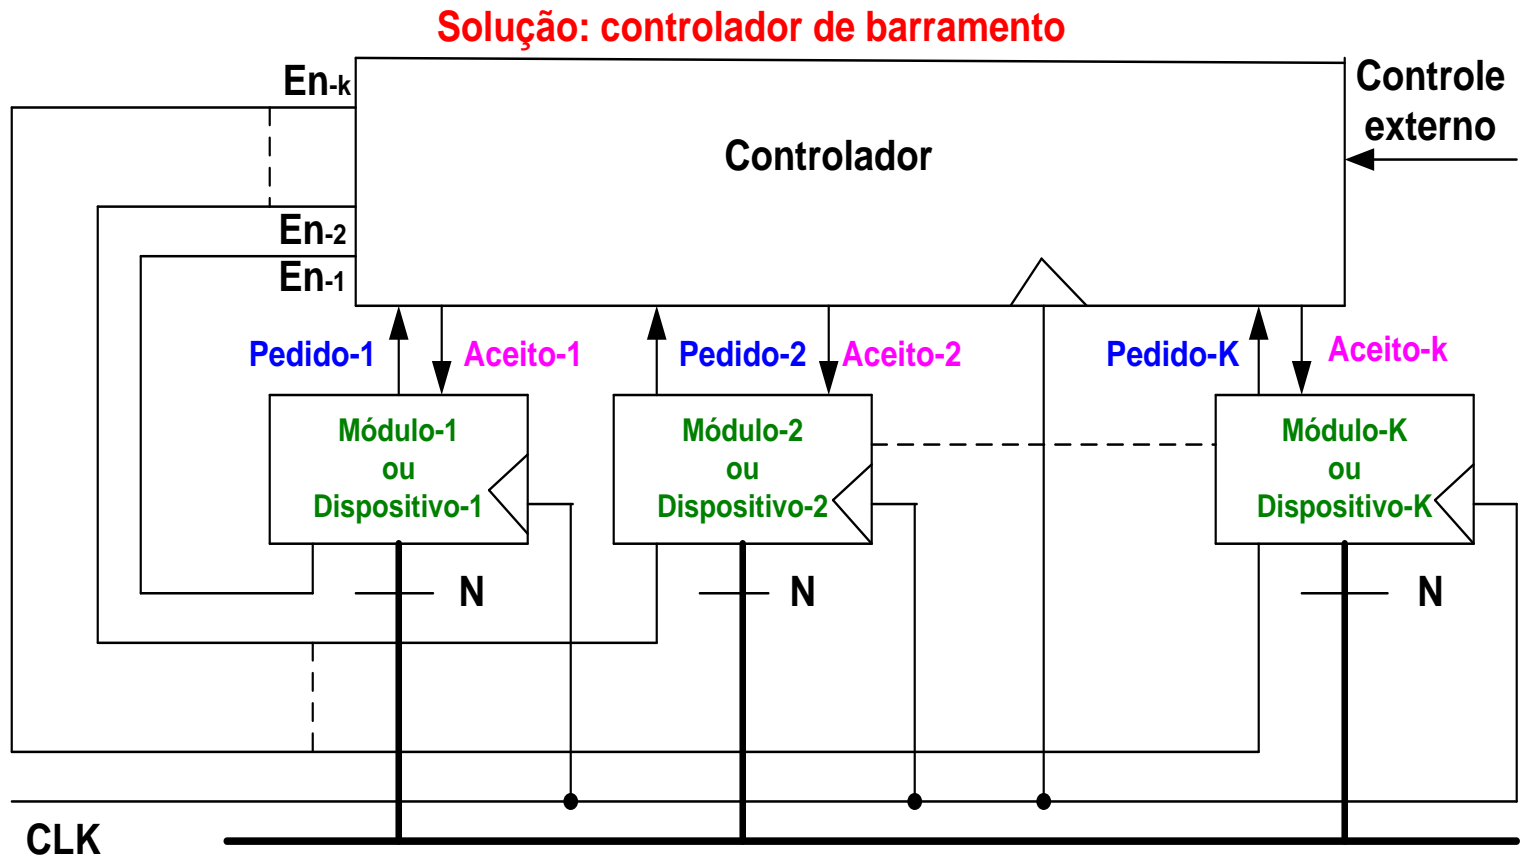 Solução: controlador de barramento
En-k
Controle
externo
Controlador
En-2
En-1
Pedido-1
Aceito-1
Pedido-2
Aceito-2
Pedido-K
Aceito-k
Módulo-1
ou
Dispositivo-1
Módulo-2
ou
Dispositivo-2
Módulo-K
ou
Dispositivo-K
N
N
N
CLK